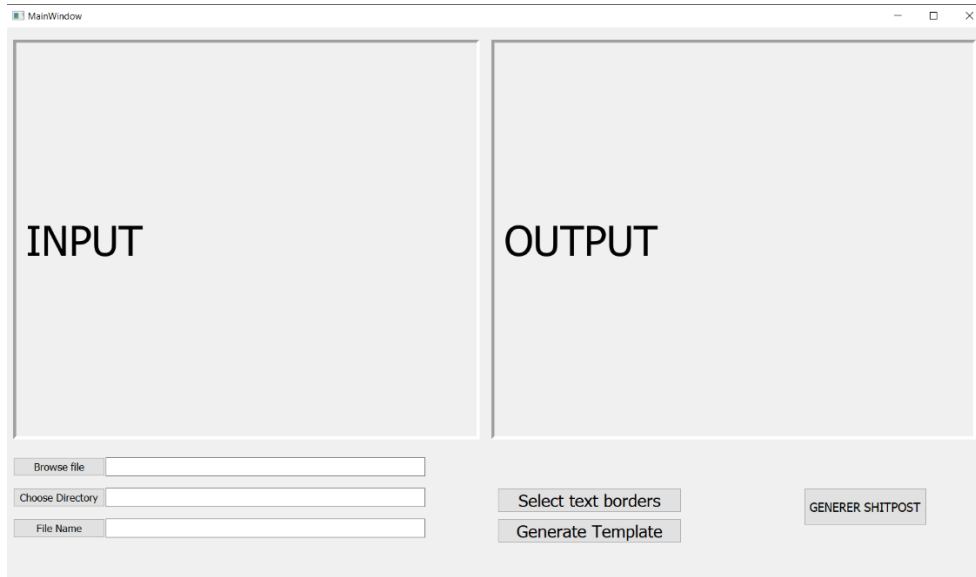 MainWindow
INPUT
OUTPUT
Browse file
Choose Directory
File Name
Select text borders
Generate Template
GENERER SHITPOST